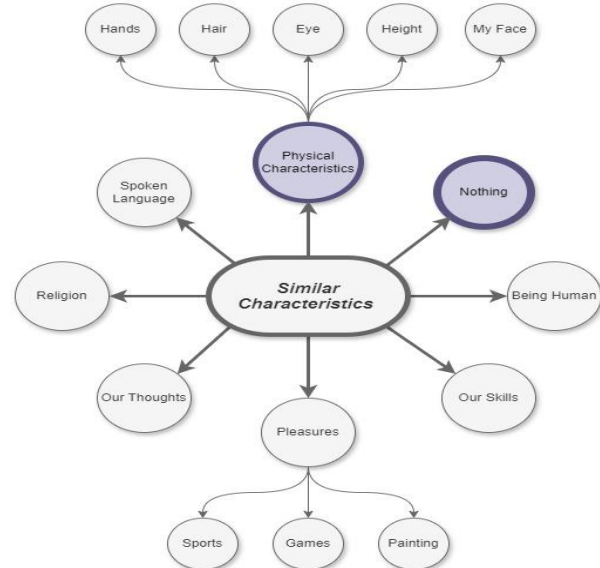 Hands
Hair
Eye
Height
My Face
Physical
Characteristics
Spoken
Language
Nothing
Similar
Characteristics
Religion
Being Human
Our Thoughts
Our Skills
Pleasures
Sports
Games
Painting